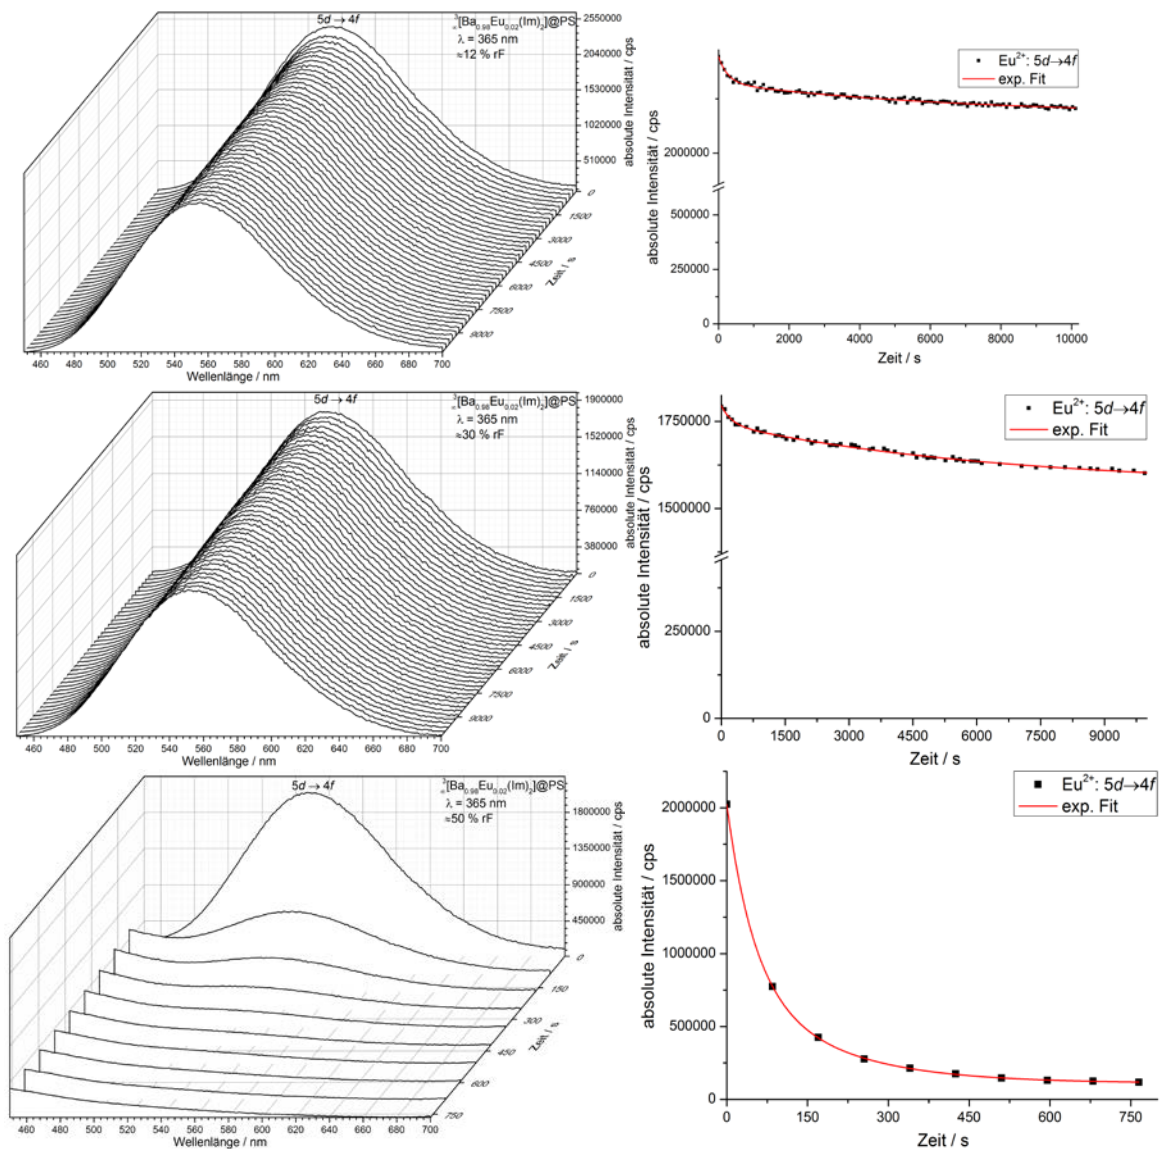 5d → 4f
³∞[Ba0.98Eu0.02(Im)2]@PS
λ = 365 nm
≈12 % rF
2550000
2040000
1530000
1020000
510000
absolute Intensität / cps
0
1500
3000
4500
6000
7500
9000
Zeit / s
460 480 500 520 540 560 580 600 620 640 660 680 700
Wellenlänge / nm
Eu2+: 5d→4f
exp. Fit
2000000
500000
250000
0
absolute Intensität / cps
0 2000 4000 6000 8000 10000
Zeit / s
5d → 4f
³∞[Ba0.98Eu0.02(Im)2]@PS
λ = 365 nm
≈30 % rF
1900000
1520000
1140000
760000
380000
absolute Intensität / cps
0
1500
3000
4500
6000
7500
9000
Zeit / s
460 480 500 520 540 560 580 600 620 640 660 680 700
Wellenlänge / nm
Eu2+: 5d→4f
exp. Fit
1750000
1500000
250000
0
absolute Intensität / cps
0 1500 3000 4500 6000 7500 9000
Zeit / s
5d → 4f
³∞[Ba0.98Eu0.02(Im)2]@PS
λ = 365 nm
≈50 % rF
1800000
1350000
900000
450000
absolute Intensität / cps
0
150
300
450
600
750
Zeit / s
460 480 500 520 540 560 580 600 620 640 660 680 700
Wellenlänge / nm
Eu2+: 5d→4f
exp. Fit
2000000
1500000
1000000
500000
0
absolute Intensität / cps
0 170 300 450 600 750
Zeit / s